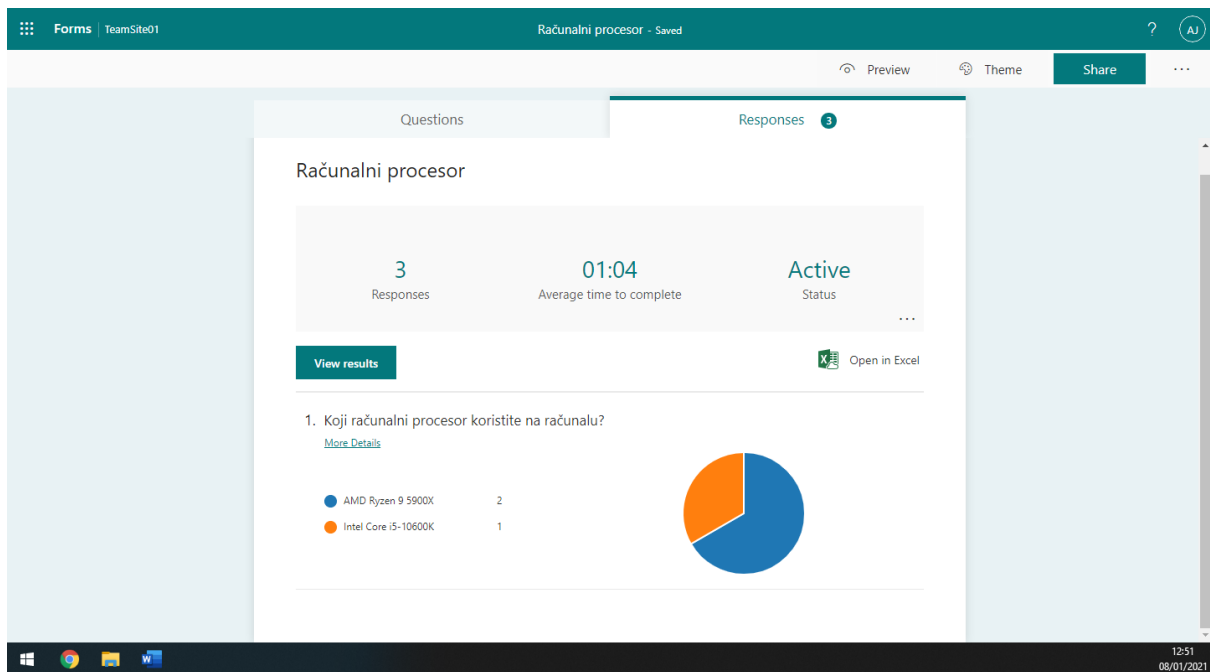 Forms TeamSite01 Računalni procesor - Saved ? AJ
Preview Theme Share ...
Questions Responses 3
Računalni procesor
3 01:04 Active
Responses Average time to complete Status
...
View results Open in Excel
1. Koji računalni procesor koristite na računalu?
More Details
AMD Ryzen 9 5900X 2
Intel Core i5-10600K 1
12:51
08/01/2021